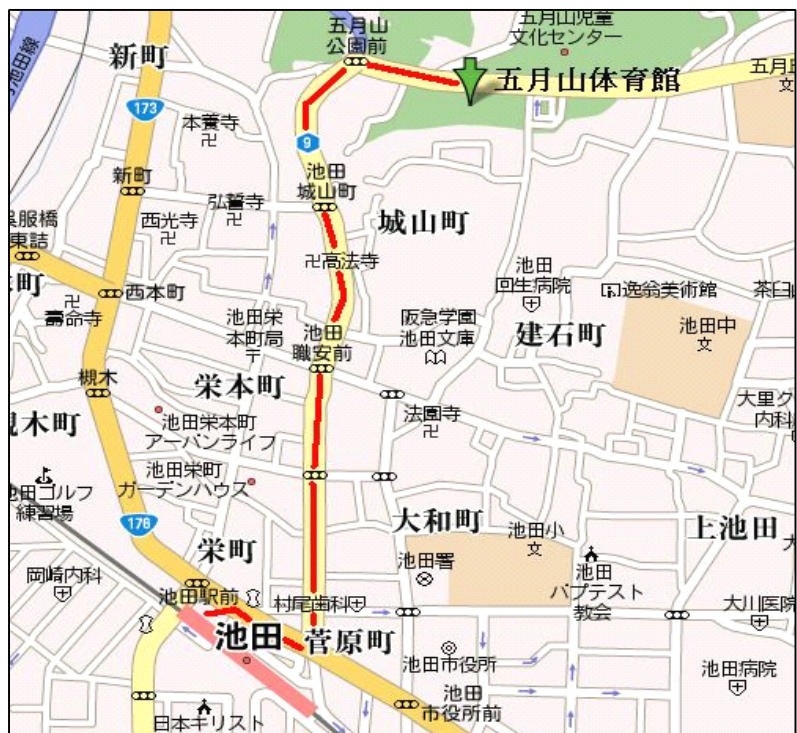 五月山
公園前
五月山児童
文化センター
新町
池田線
五月山体育館
五月丘
173
本養寺
9
新町
池田
城山町
弘誓寺
呉服橋
東詰
西光寺
城山町
高法寺
池田
回生病院
逸翁美術館
茶臼山
西本町
壽命寺
池田栄
本町局
池田
職安前
阪急学園
池田文庫
建石町
池田中
槻木
栄本町
法園寺
大里ク
内科
槻木町
池田栄本町
アーバンライフ
池田栄町
ガーデンハウス
池田ゴルフ
練習場
176
大和町
池田小
上池田
栄町
池田署
岡崎内科
池田駅前
村尾歯科
池田
バプテスト
教会
大川医院
池田
菅原町
池田市役所
池田病院
池田
市役所前
日本キリスト